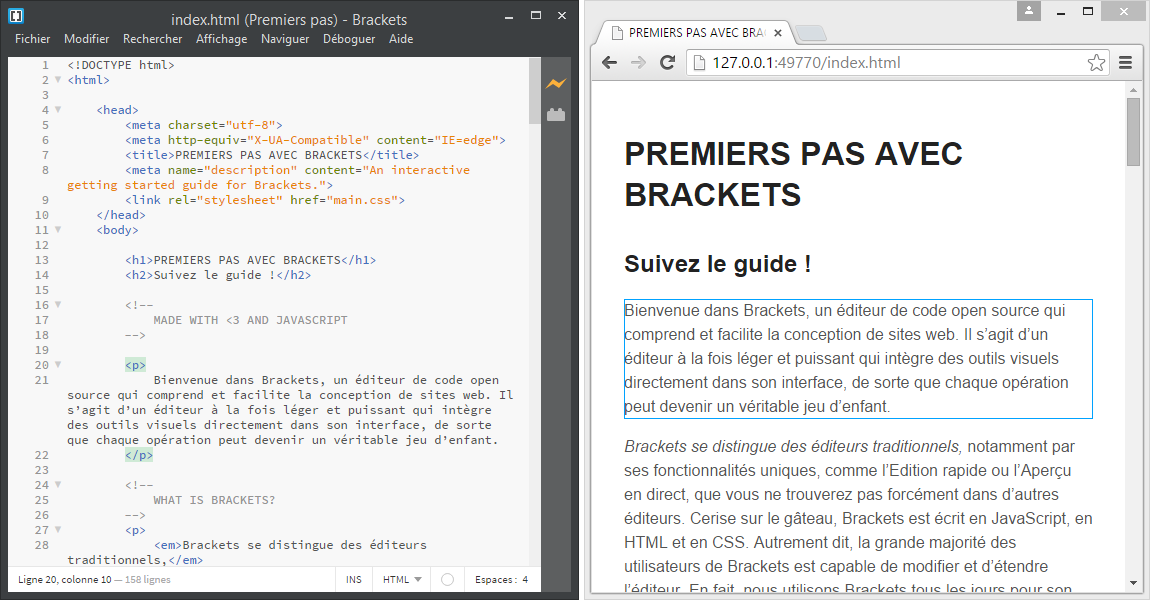 index.html (Premiers pas) - Brackets
Fichier Modifier Rechercher Affichage Naviguer Déboguer Aide
1 <!DOCTYPE html>
2 <html>
3
4 <head>
5 <meta charset="utf-8">
6 <meta http-equiv="X-UA-Compatible" content="IE=edge">
7 <title>PREMIERS PAS AVEC BRACKETS</title>
8 <meta name="description" content="An interactive
getting started guide for Brackets.">
9 <link rel="stylesheet" href="main.css">
10 </head>
11 <body>
12
13 <h1>PREMIERS PAS AVEC BRACKETS</h1>
14 <h2>Suivez le guide !</h2>
15
16 <!--
17 MADE WITH <3 AND JAVASCRIPT
18 -->
19
20 <p>
21 Bienvenue dans Brackets, un éditeur de code open
source qui comprend et facilite la conception de sites web. Il
s’agit d’un éditeur à la fois léger et puissant qui intègre
des outils visuels directement dans son interface, de sorte
que chaque opération peut devenir un véritable jeu d’enfant.
22 </p>
23
24 <!--
25 WHAT IS BRACKETS?
26 -->
27 <p>
28 <em>Brackets se distingue des éditeurs
traditionnels,</em>
Ligne 20, colonne 10 — 158 lignes INS HTML Espaces : 4
PREMIERS PAS AVEC BRA
127.0.0.1:49770/index.html
PREMIERS PAS AVEC
BRACKETS
Suivez le guide !
Bienvenue dans Brackets, un éditeur de code open source qui
comprend et facilite la conception de sites web. Il s’agit d’un
éditeur à la fois léger et puissant qui intègre des outils visuels
directement dans son interface, de sorte que chaque opération
peut devenir un véritable jeu d’enfant.
Brackets se distingue des éditeurs traditionnels, notamment par
ses fonctionnalités uniques, comme l’Edition rapide ou l’Aperçu
en direct, que vous ne trouverez pas forcément dans d’autres
éditeurs. Cerise sur le gâteau, Brackets est écrit en JavaScript, en
HTML et en CSS. Autrement dit, la grande majorité des
utilisateurs de Brackets est capable de modifier et d’étendre
l’éditeur. En fait, nous utilisons Brackets tous les jours pour son